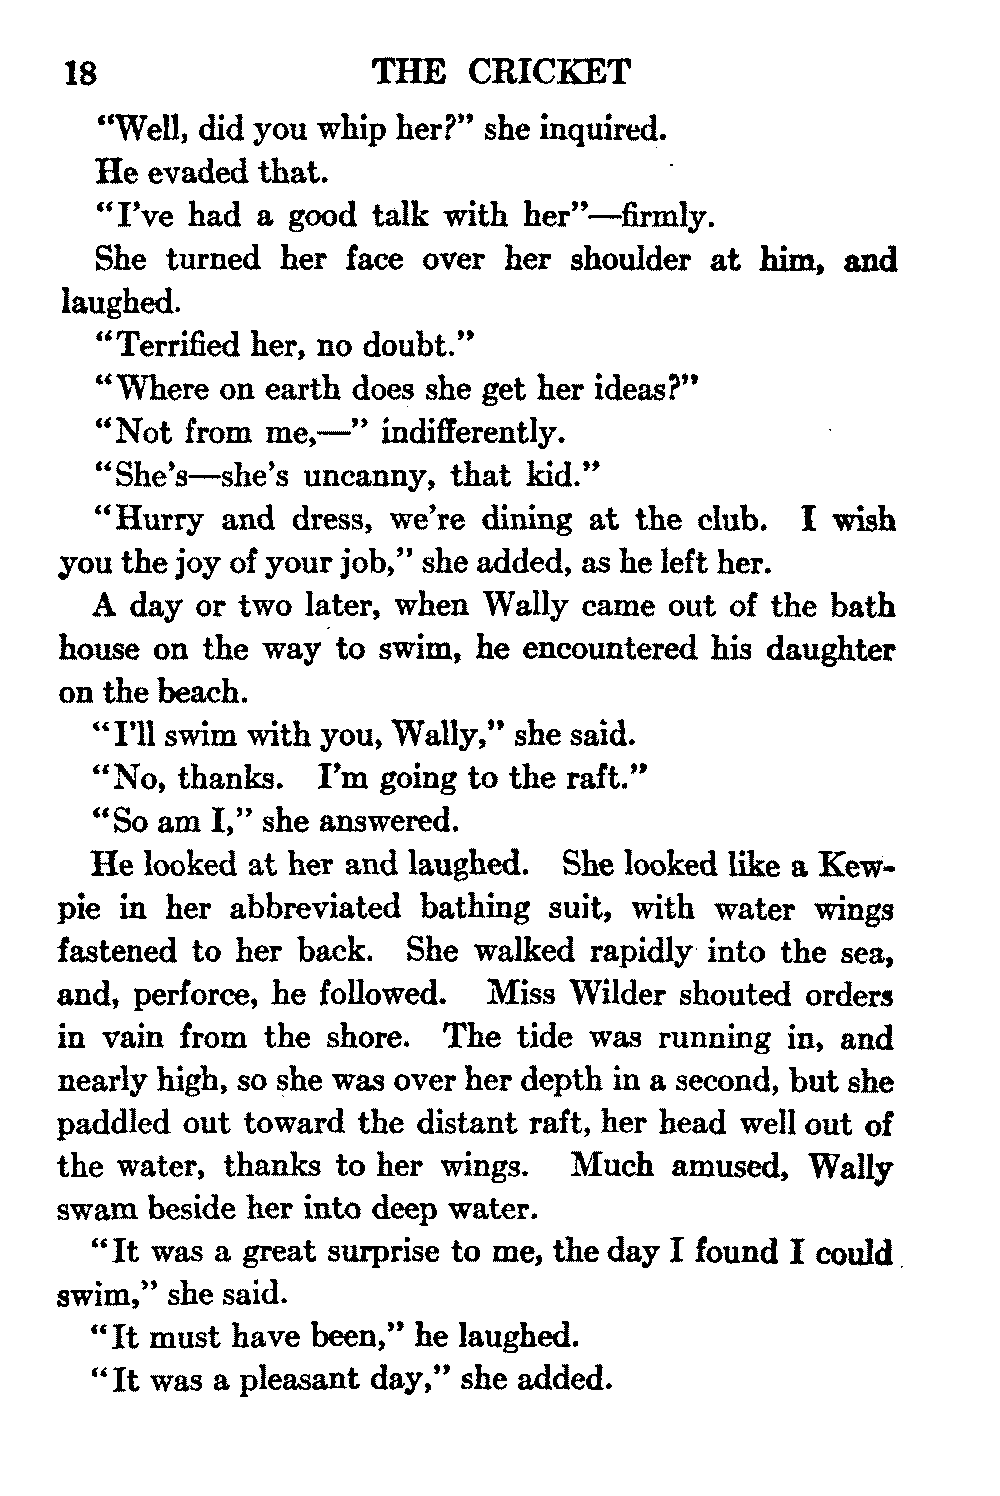 18 THE CRICKET
“Well, did you whip her?” she inquired.
He evaded that.
“I’ve had a good talk with her”—firmly.
She turned her face over her shoulder at him, and
laughed.
“Terrified her, no doubt.”
“Where on earth does she get her ideas?”
“Not from me,—” indifferently.
“She’s—she’s uncanny, that kid.”
“Hurry and dress, we’re dining at the club. I wish
you the joy of your job,” she added, as he left her.
A day or two later, when Wally came out of the bath
house on the way to swim, he encountered his daughter
on the beach.
“I’ll swim with you, Wally,” she said.
“No, thanks. I’m going to the raft.”
“So am I,” she answered.
He looked at her and laughed. She looked like a Kew-
pie in her abbreviated bathing suit, with water wings
fastened to her back. She walked rapidly into the sea,
and, perforce, he followed. Miss Wilder shouted orders
in vain from the shore. The tide was running in, and
nearly high, so she was over her depth in a second, but she
paddled out toward the distant raft, her head well out of
the water, thanks to her wings. Much amused, Wally
swam beside her into deep water.
“It was a great surprise to me, the day I found I could
swim,” she said.
“It must have been,” he laughed.
“It was a pleasant day,” she added.